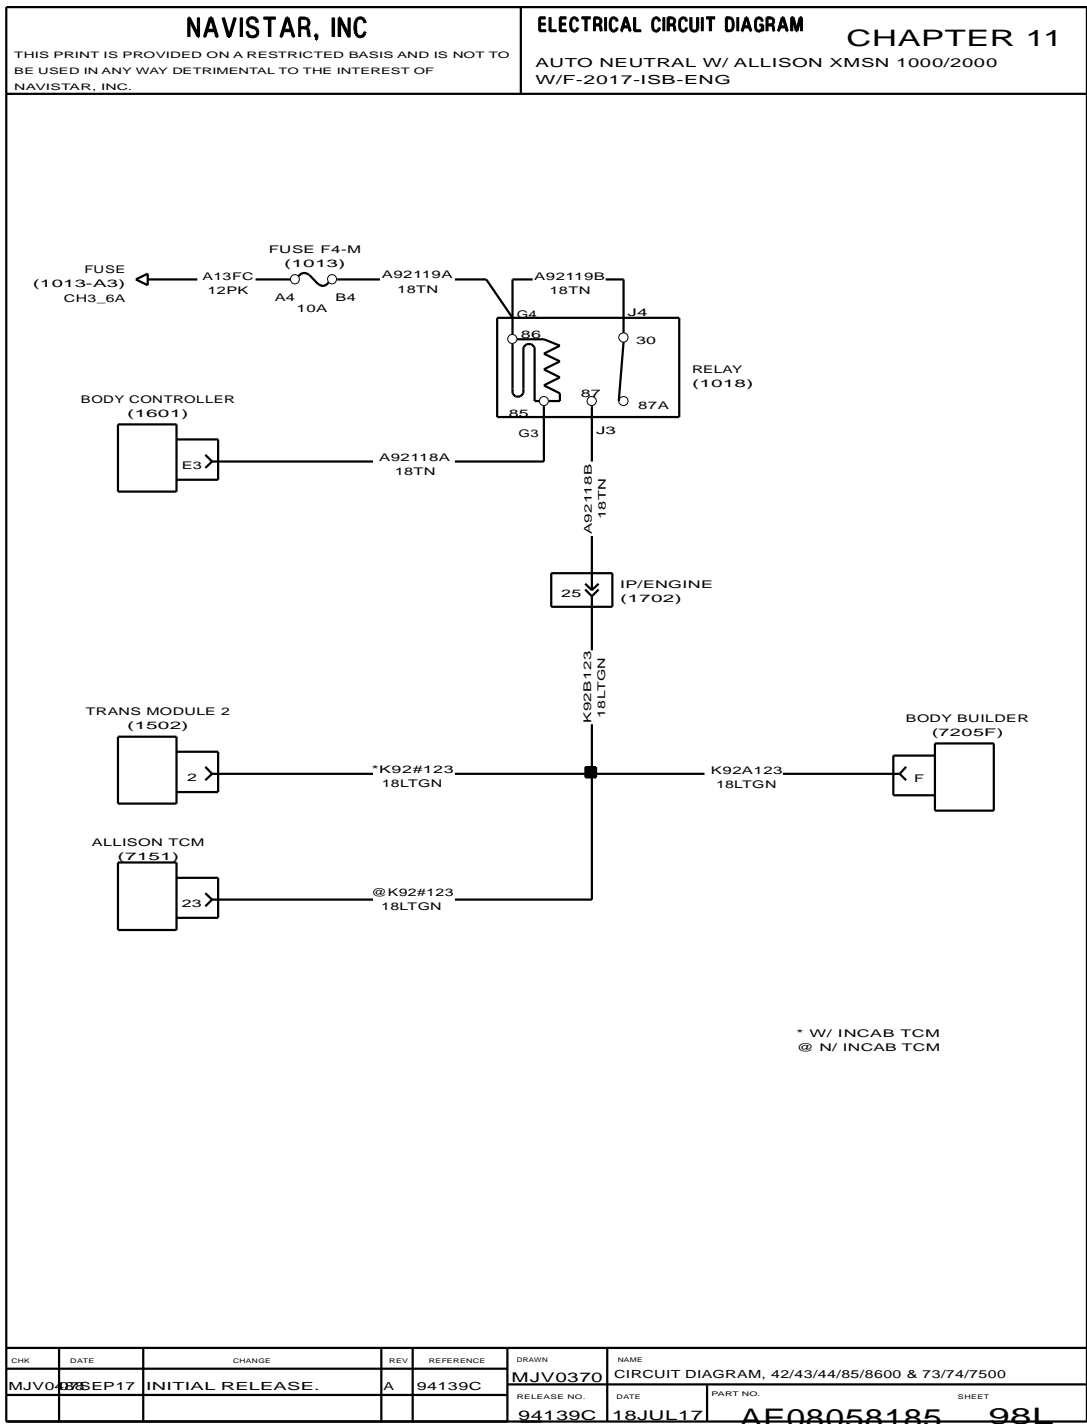 NAVISTAR, INC
THIS PRINT IS PROVIDED ON A RESTRICTED BASIS AND IS NOT TO
BE USED IN ANY WAY DETRIMENTAL TO THE INTEREST OF
NAVISTAR, INC.
ELECTRICAL CIRCUIT DIAGRAM
CHAPTER 11
AUTO NEUTRAL W/ ALLISON XMSN 1000/2000
W/F-2017-ISB-ENG
FUSE
(1013-A3)
CH3_6A
A13FC
12PK
FUSE F4-M
(1013)
A4
B4
10A
A92119A
18TN
A92119B
18TN
G4
J4
86
30
87
87A
85
G3
J3
RELAY
(1018)
BODY CONTROLLER
(1601)
E3
A92118A
18TN
A92118B
18TN
25
IP/ENGINE
(1702)
K92B123
18LTGN
TRANS MODULE 2
(1502)
2
*K92#123
18LTGN
K92A123
18LTGN
BODY BUILDER
(7205F)
F
ALLISON TCM
(7151)
23
@K92#123
18LTGN
* W/ INCAB TCM
@ N/ INCAB TCM
CHK DATE CHANGE REV REFERENCE
INITIAL RELEASE. A 94139C
DRAWN
MJV0370
NAME
CIRCUIT DIAGRAM, 42/43/44/85/8600 & 73/74/7500
RELEASE NO.
94139C
DATE
18JUL17
PART NO.
AF08058185
SHEET
98L